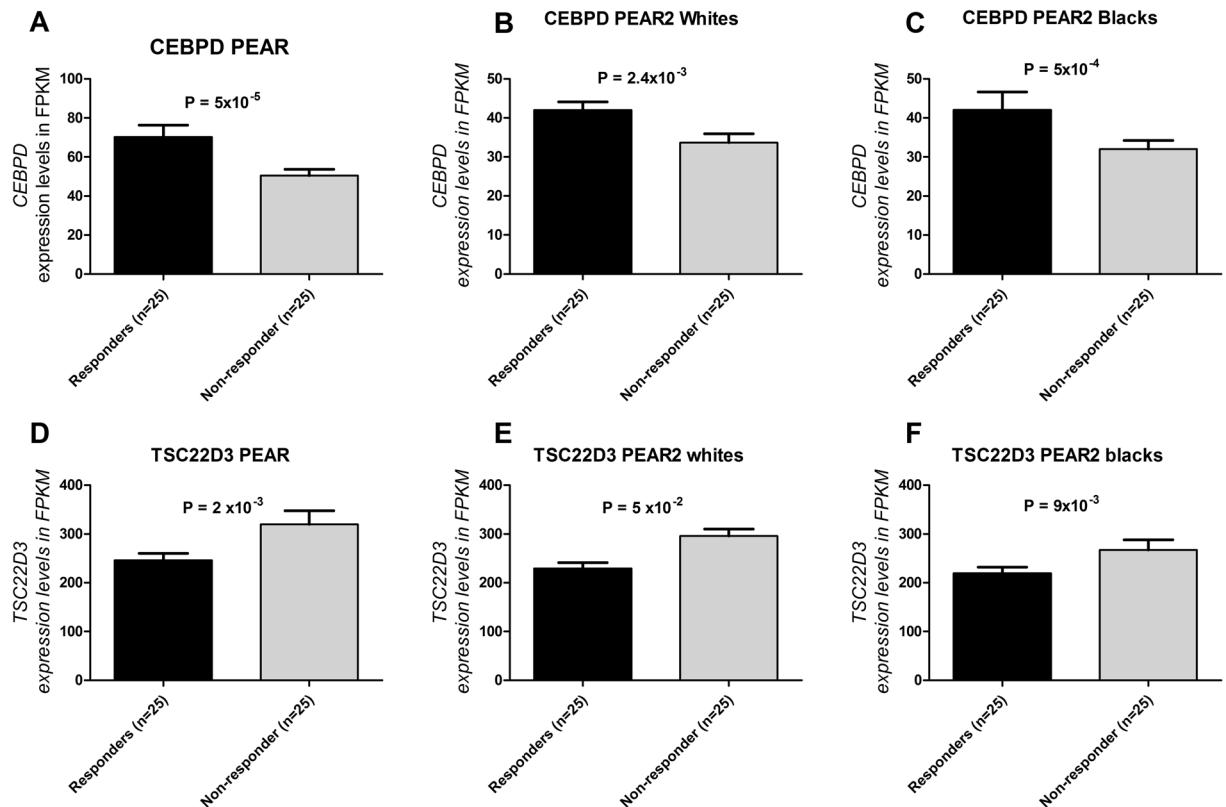 A
CEBPD PEAR
P = 5x10-5
CEBPD
expression levels in FPKM
100
80
60
40
20
0
Responders (n=25)
Non-responder (n=25)
B
CEBPD PEAR2 Whites
P = 2.4x10-3
CEBPD
expression levels in FPKM
50
40
30
20
10
0
Responders (n=25)
Non-responder (n=25)
C
CEBPD PEAR2 Blacks
P = 5x10-4
CEBPD
expression levels in FPKM
50
40
30
20
10
0
Responders (n=25)
Non-responder (n=25)
D
TSC22D3 PEAR
P = 2 x10-3
TSC22D3
expression levels in FPKM
400
300
200
100
0
Responders (n=25)
Non-responder (n=25)
E
TSC22D3 PEAR2 whites
P = 5 x10-2
TSC22D3
expression levels in FPKM
400
300
200
100
0
Responders (n=25)
Non-responder (n=25)
F
TSC22D3 PEAR2 blacks
P = 9x10-3
TSC22D3
expression levels in FPKM
400
300
200
100
0
Responders (n=25)
Non-responder (n=25)